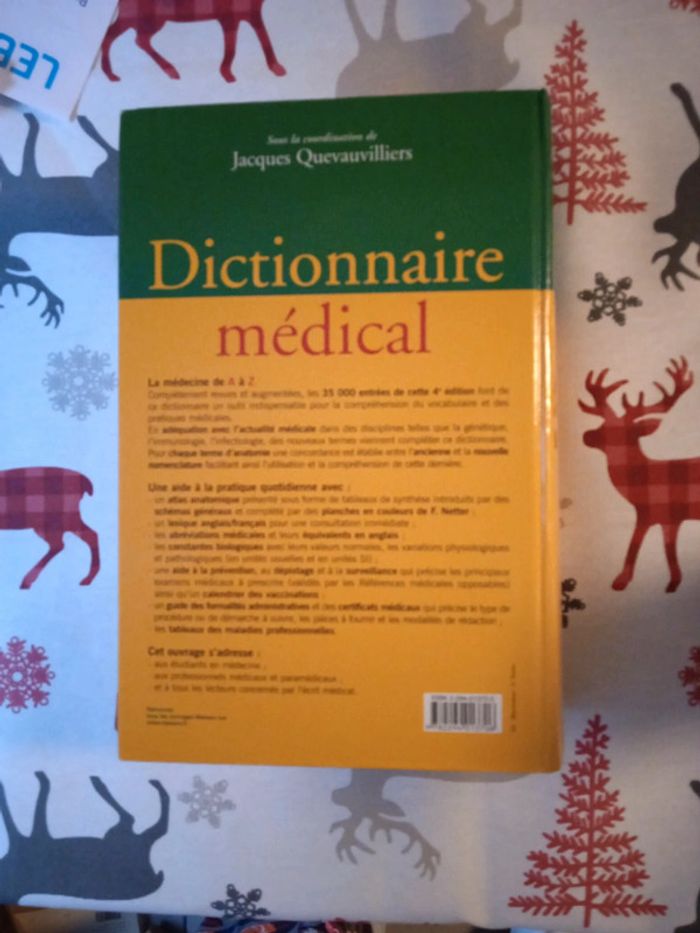 LEE
Sous la coordination de
Jacques Quevauvilliers
Dictionnaire
médical
La médecine de A à Z
Complètement revues et augmentées, les 35 000 entrées de cette 4e édition font de
ce dictionnaire un outil indispensable pour la compréhension du vocabulaire et des
pratiques médicales.
En adéquation avec l'actualité médicale dans des disciplines telles que la génétique,
l'immunologie, l'infectiologie, des nouveaux termes viennent compléter ce dictionnaire.
Pour chaque terme d'anatomie une concordance est établie entre l'ancienne et la nouvelle
nomenclature facilitant ainsi l'utilisation et la compréhension de cette dernière.
Une aide à la pratique quotidienne avec :
- un atlas anatomique présenté sous forme de tableaux de synthèse introduits par des
schémas généraux et complété par des planches en couleurs de F. Netter ;
- un lexique anglais/français pour une consultation immédiate ;
- les abréviations médicales et leurs équivalents en anglais ;
- les constantes biologiques avec leurs valeurs normales, les variations physiologiques
et pathologiques (en unités usuelles et en unités SI) ;
- une aide à la prévention, au dépistage et à la surveillance qui précise les principaux
examens médicaux à prescrire (validés par les Références médicales opposables)
ainsi qu'un calendrier des vaccinations ;
- un guide des formalités administratives et des certificats médicaux qui précise le type de
procédure ou de démarche à suivre, les pièces à fournir et les modalités de rédaction ;
- les tableaux des maladies professionnelles.
Cet ouvrage s'adresse :
- aux étudiants en médecine ;
- aux professionnels médicaux et paramédicaux ;
- et à tous les lecteurs concernés par l'écrit médical.